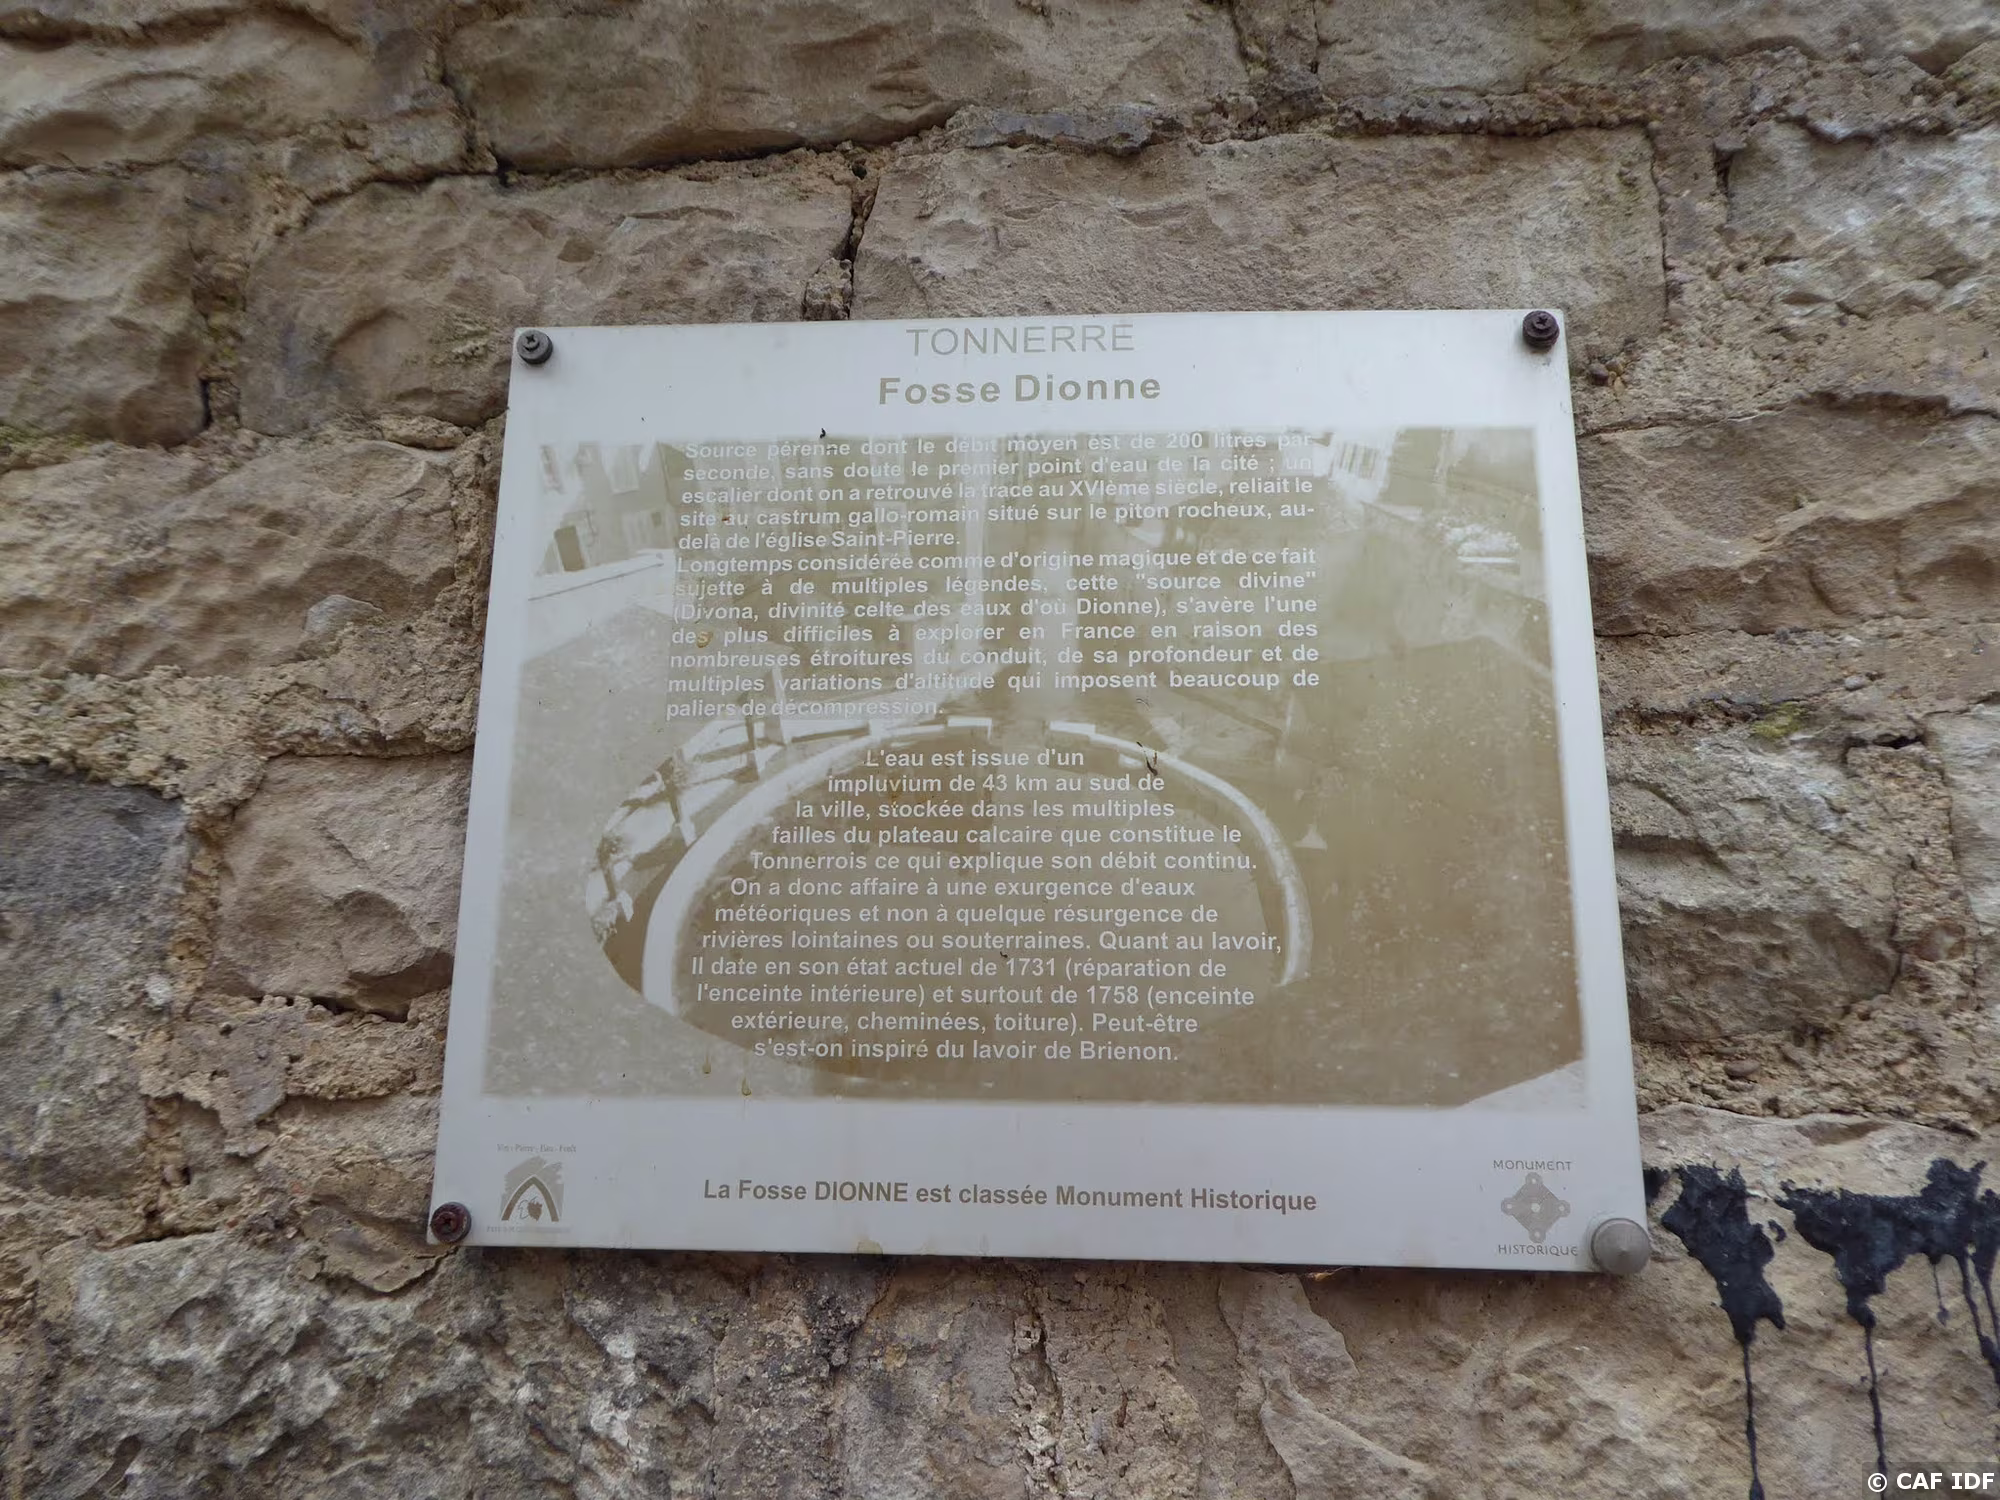 TONNERRE
Fosse Dionne
Source pérenne dont le débit moyen est de 200 litres par
seconde, sans doute le premier point d'eau de la cité ; un
escalier dont on a retrouvé la trace au XVIème siècle, reliait le
site au castrum gallo-romain situé sur le piton rocheux, au-
delà de l'église Saint-Pierre.
Longtemps considérée comme d'origine magique et de ce fait
sujette à de multiples légendes, cette "source divine"
(Divona, divinité celte des eaux d'où Dionne), s'avère l'une
des plus difficiles à explorer en France en raison des
nombreuses étroitures du conduit, de sa profondeur et de
multiples variations d'altitude qui imposent beaucoup de
paliers de décompression.
L'eau est issue d'un
impluvium de 43 km au sud de
la ville, stockée dans les multiples
failles du plateau calcaire que constitue le
Tonnerrois ce qui explique son débit continu.
On a donc affaire à une exurgence d'eaux
météoriques et non à quelque résurgence de
rivières lointaines ou souterraines. Quant au lavoir,
Il date en son état actuel de 1731 (réparation de
l'enceinte intérieure) et surtout de 1758 (enceinte
extérieure, cheminées, toiture). Peut-être
s'est-on inspiré du lavoir de Brienon.
La Fosse DIONNE est classée Monument Historique
MONUMENT
HISTORIQUE
© CAF IDF